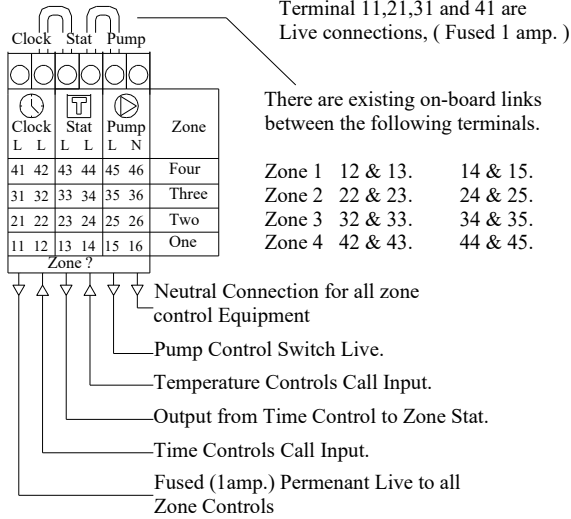 Terminal 11,21,31 and 41 are
Live connections, ( Fused 1 amp. )
Clock Stat Pump
There are existing on-board links
between the following terminals.
Zone 1 12 & 13. 14 & 15.
Zone 2 22 & 23. 24 & 25.
Zone 3 32 & 33. 34 & 35.
Zone 4 42 & 43. 44 & 45.
T
Clock Stat Pump Zone
L L L L L N
41 42 43 44 45 46 Four
31 32 33 34 35 36 Three
21 22 23 24 25 26 Two
11 12 13 14 15 16 One
Zone ?
Neutral Connection for all zone
control Equipment
Pump Control Switch Live.
Temperature Controls Call Input.
Output from Time Control to Zone Stat.
Time Controls Call Input.
Fused (1amp.) Permenant Live to all
Zone Controls